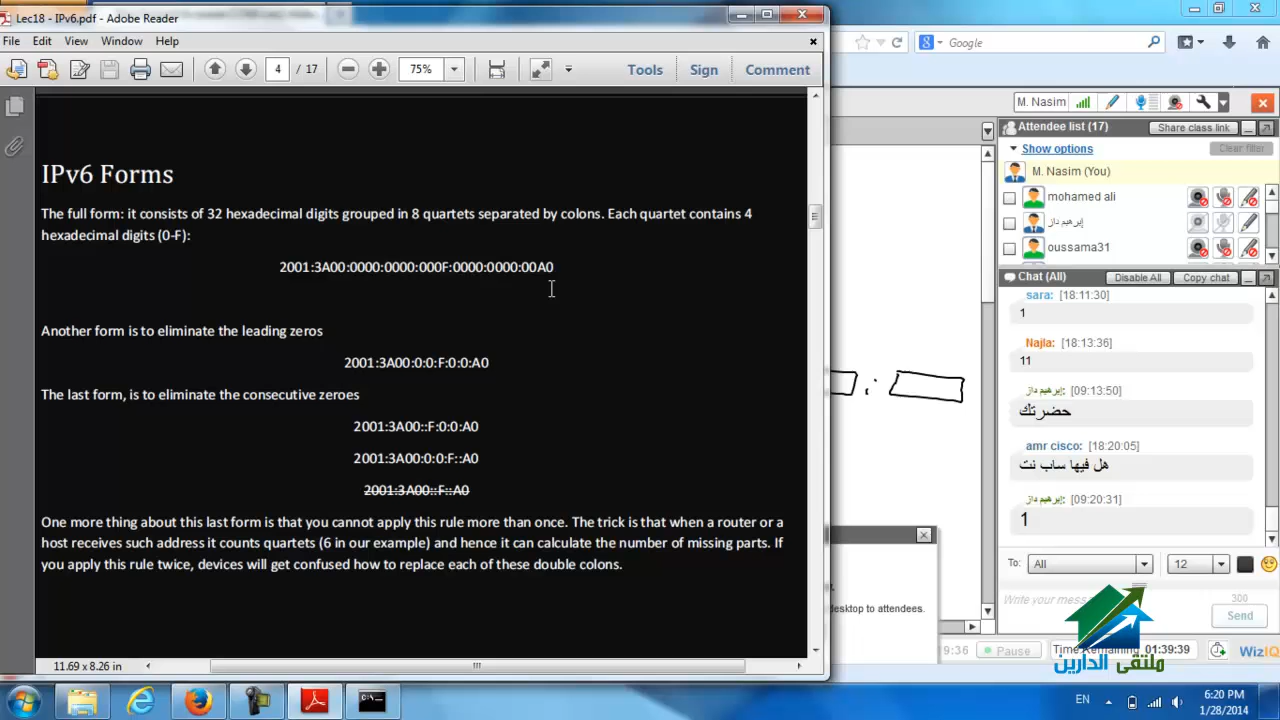 Lec18 - IPv6.pdf - Adobe Reader
File Edit View Window Help
4 / 17 75% Tools Sign Comment
IPv6 Forms
The full form: it consists of 32 hexadecimal digits grouped in 8 quartets separated by colons. Each quartet contains 4
hexadecimal digits (0-F):
2001:3A00:0000:0000:000F:0000:0000:00A0
Another form is to eliminate the leading zeros
2001:3A00:0:0:F:0:0:A0
The last form, is to eliminate the consecutive zeroes
2001:3A00::F:0:0:A0
2001:3A00:0:0:F::A0
2001:3A00::F::A0
One more thing about this last form is that you cannot apply this rule more than once. The trick is that when a router or a
host receives such address it counts quartets (6 in our example) and hence it can calculate the number of missing parts. If
you apply this rule twice, devices will get confused how to replace each of these double colons.
11.69 x 8.26 in
Google
M. Nasim
Attendee list (17) Share class link
Show options Clear filter
M. Nasim (You)
mohamed ali
إبرهيم داز
oussama31
Chat (All) Disable All Copy chat
sara: [18:11:30]
1
Najla: [18:13:36]
11
إبرهيم داز [09:13:50]
حضرتك
amr cisco: [18:20:05]
هل فيها ساب نت
إبرهيم داز [09:20:31]
1
To: All 12
Write your mess
300
Send
desktop to attendees.
9:36 Pause Time Remaining 01:39:39 WizIQ
ملتقى الدارين
EN 6:20 PM
1/28/2014